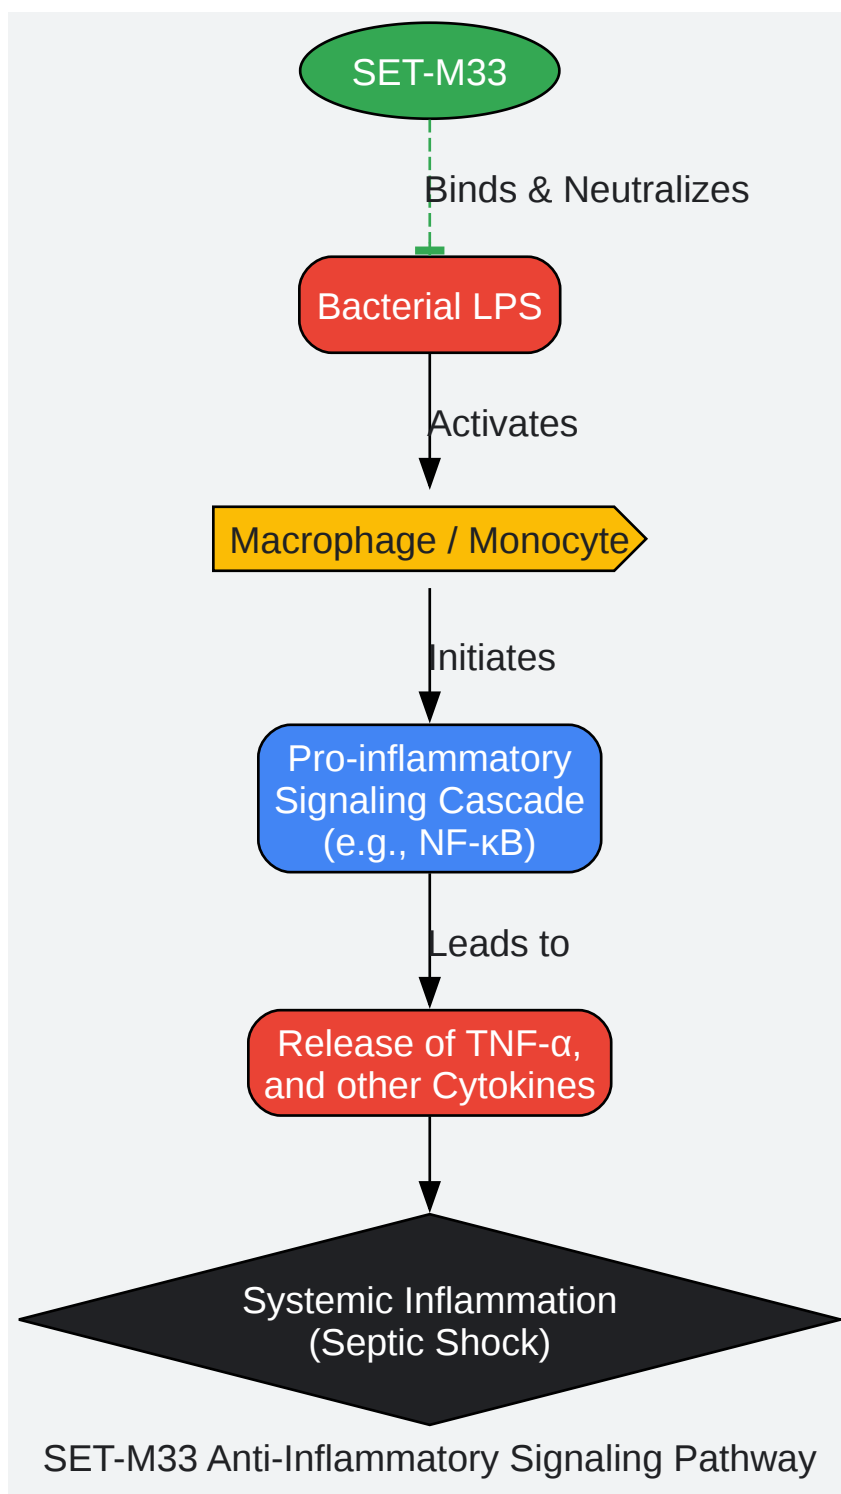 SET-M33
Binds & Neutralizes
Bacterial LPS
Activates
Macrophage / Monocyte
Initiates
Pro-inflammatory
Signaling Cascade
(e.g., NF-κB)
Leads to
Release of TNF-α,
and other Cytokines
Systemic Inflammation
(Septic Shock)
SET-M33 Anti-Inflammatory Signaling Pathway